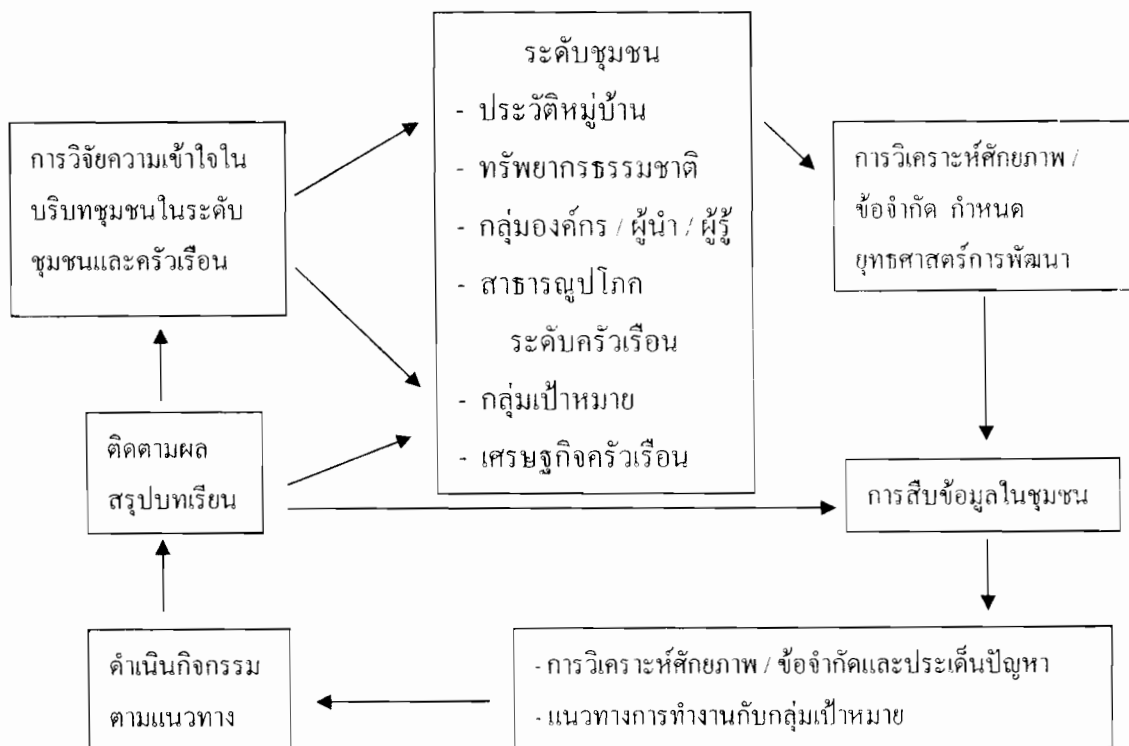 ระดับชุมชน
- ประวัติหมู่บ้าน
- ทรัพยากรธรรมชาติ
- กลุ่มองค์กร / ผู้นำ / ผู้รู้
- สาธารณูปโภค
ระดับครัวเรือน
- กลุ่มเป้าหมาย
- เศรษฐกิจครัวเรือน
การวิจัยความเข้าใจใน
บริบทชุมชนในระดับ
ชุมชนและครัวเรือน
การวิเคราะห์ศักยภาพ /
ข้อจำกัด กำหนด
ยุทธศาสตร์การพัฒนา
ติดตามผล
สรุปบทเรียน
การสืบข้อมูลในชุมชน
ดำเนินกิจกรรม
ตามแนวทาง
- การวิเคราะห์ศักยภาพ / ข้อจำกัดและประเด็นปัญหา
- แนวทางการทำงานกับกลุ่มเป้าหมาย